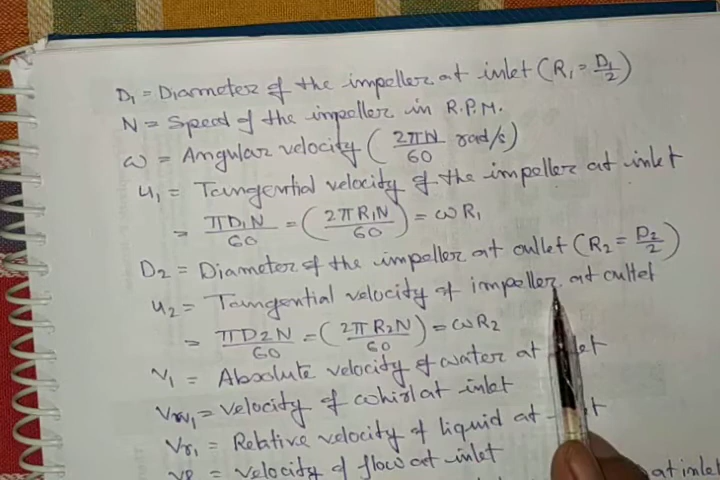 D₁ = Diameter of the impeller at inlet (R₁ = D₁/2)
N = Speed of the impeller in R.P.M.
ω = Angular velocity (2πN/60 rad/s)
u₁ = Tangential velocity of the impeller at inlet
= πD₁N/60 = (2πR₁N/60) = ωR₁
D₂ = Diameter of the impeller at outlet (R₂ = D₂/2)
u₂ = Tangential velocity of impeller at outlet
= πD₂N/60 = (2πR₂N/60) = ωR₂
V₁ = Absolute velocity of water at
Vw₁ = Velocity of whirl at inlet
Vr₁ = Relative velocity of liquid at
= velocity of flow at inlet
at inlet